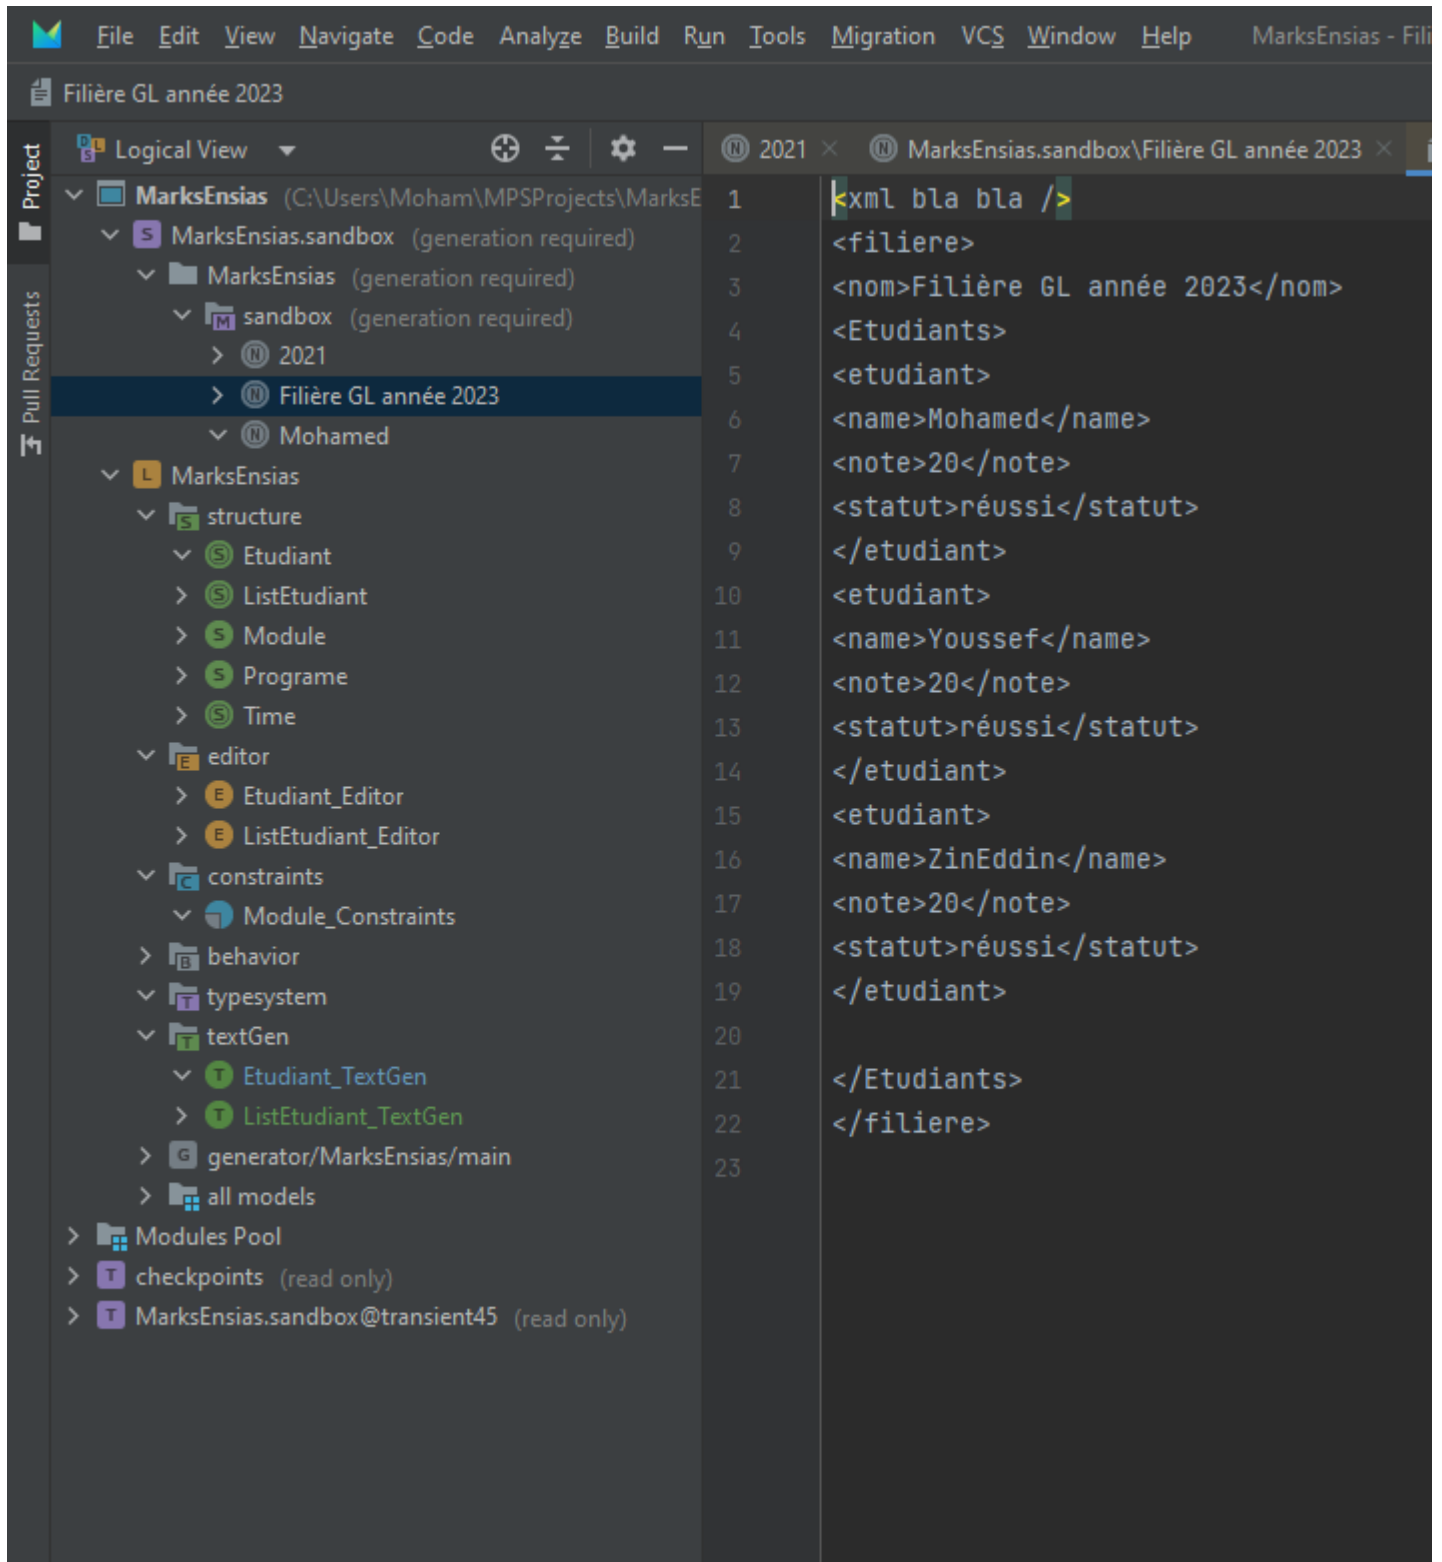 File Edit View Navigate Code Analyze Build Run Tools Migration VCS Window Help MarksEnsias - Fili
Filière GL année 2023
Project
Pull Requests
Logical View
MarksEnsias (C:\Users\Moham\MPSProjects\MarksE
MarksEnsias.sandbox (generation required)
MarksEnsias (generation required)
sandbox (generation required)
2021
Filière GL année 2023
Mohamed
MarksEnsias
structure
Etudiant
ListEtudiant
Module
Programe
Time
editor
Etudiant_Editor
ListEtudiant_Editor
constraints
Module_Constraints
behavior
typesystem
textGen
Etudiant_TextGen
ListEtudiant_TextGen
generator/MarksEnsias/main
all models
Modules Pool
checkpoints (read only)
MarksEnsias.sandbox@transient45 (read only)
2021 MarksEnsias.sandbox\Filière GL année 2023
1 <xml bla bla />
2 <filiere>
3 <nom>Filière GL année 2023</nom>
4 <Etudiants>
5 <etudiant>
6 <name>Mohamed</name>
7 <note>20</note>
8 <statut>réussi</statut>
9 </etudiant>
10 <etudiant>
11 <name>Youssef</name>
12 <note>20</note>
13 <statut>réussi</statut>
14 </etudiant>
15 <etudiant>
16 <name>ZinEddin</name>
17 <note>20</note>
18 <statut>réussi</statut>
19 </etudiant>
20
21 </Etudiants>
22 </filiere>
23